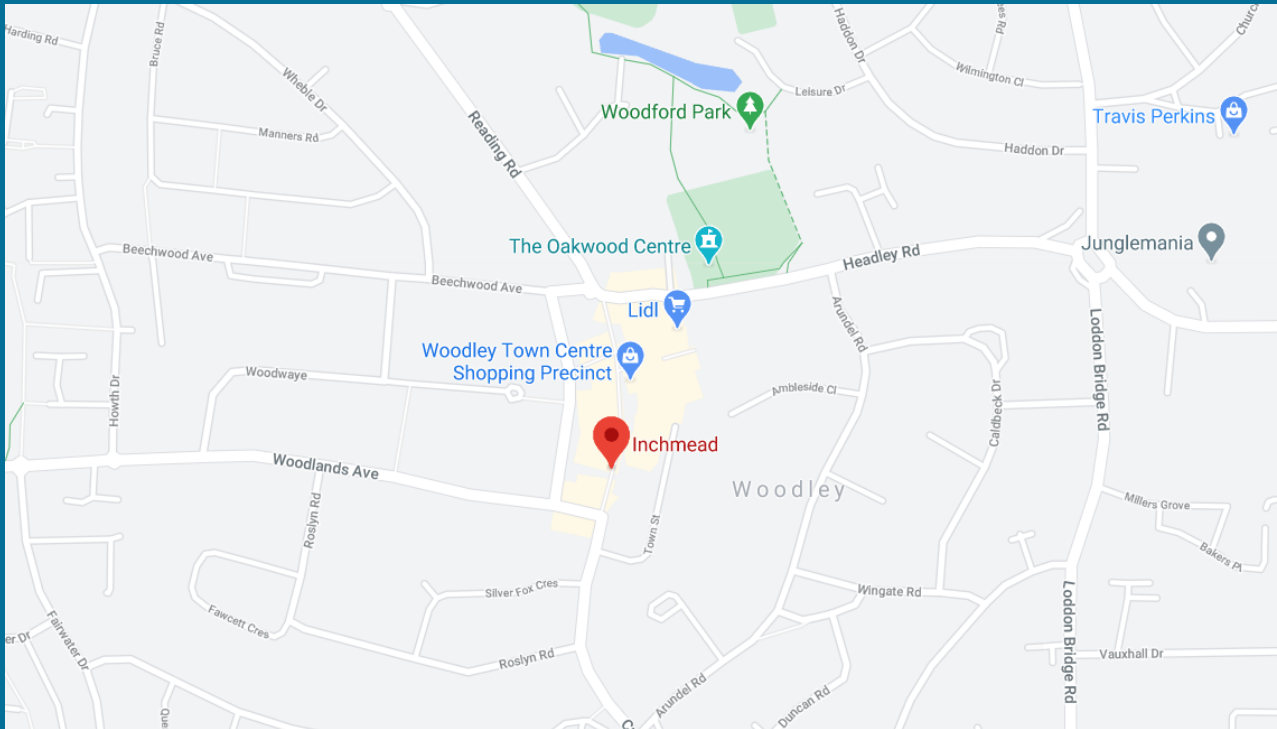 Harding Rd
Bruce Rd
Wheble Dr
Manners Rd
Reading Rd
Woodford Park
Leisure Dr
Haddon Dr
Wilmington Cl
Travis Perkins
Haddon Dr
The Oakwood Centre
Headley Rd
Junglemania
Beechwood Ave
Beechwood Ave
Lidl
Arundel Rd
Loddon Bridge Rd
Woodley Town Centre
Shopping Precinct
Woodwaye
Howth Dr
Ambleside Cl
Caldbeck Dr
Inchmead
Woodlands Ave
Woodley
Roslyn Rd
Town St
Millers Grove
Bakers Pl
Silver Fox Cres
Wingate Rd
Loddon Bridge Rd
Fawcett Cres
Fairwater Dr
er Dr
Roslyn Rd
Vauxhall Dr
Arundel Rd
Duncan Rd
Que